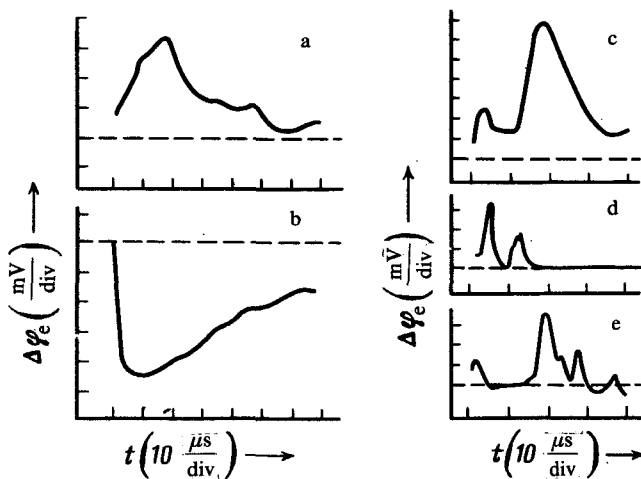 a
b
Δφe (mV/div)
t (10 μs/div)
c
d
e
Δφe (mV/div)
t (10 μs/div)